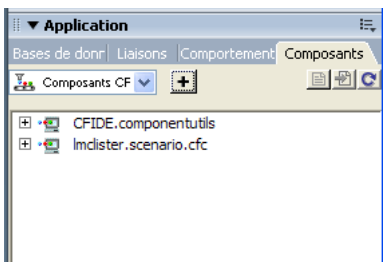 Application
Bases de donr Liaisons Comportement Composants
Composants CF
CFIDE.componentutils
lmclister.scenario.cfc